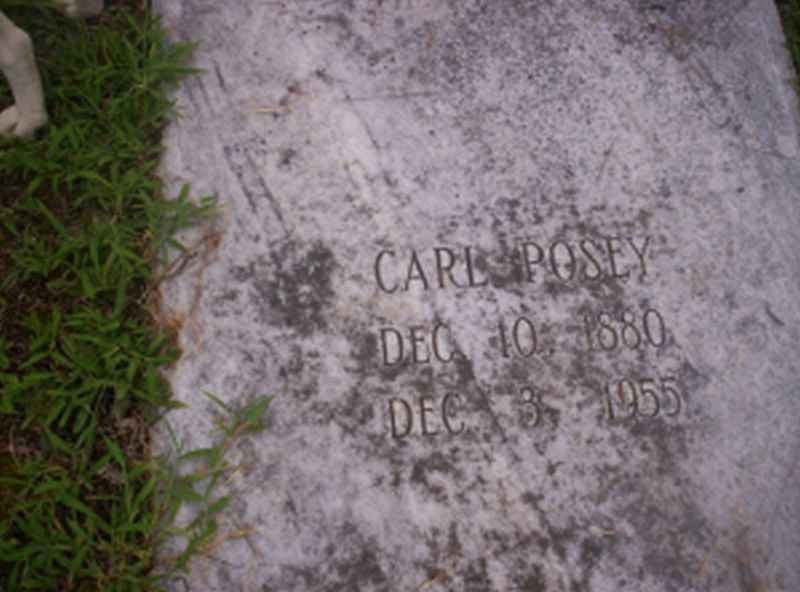 CARL POSEY
DEC. 10, 1880
DEC. 3, 1955